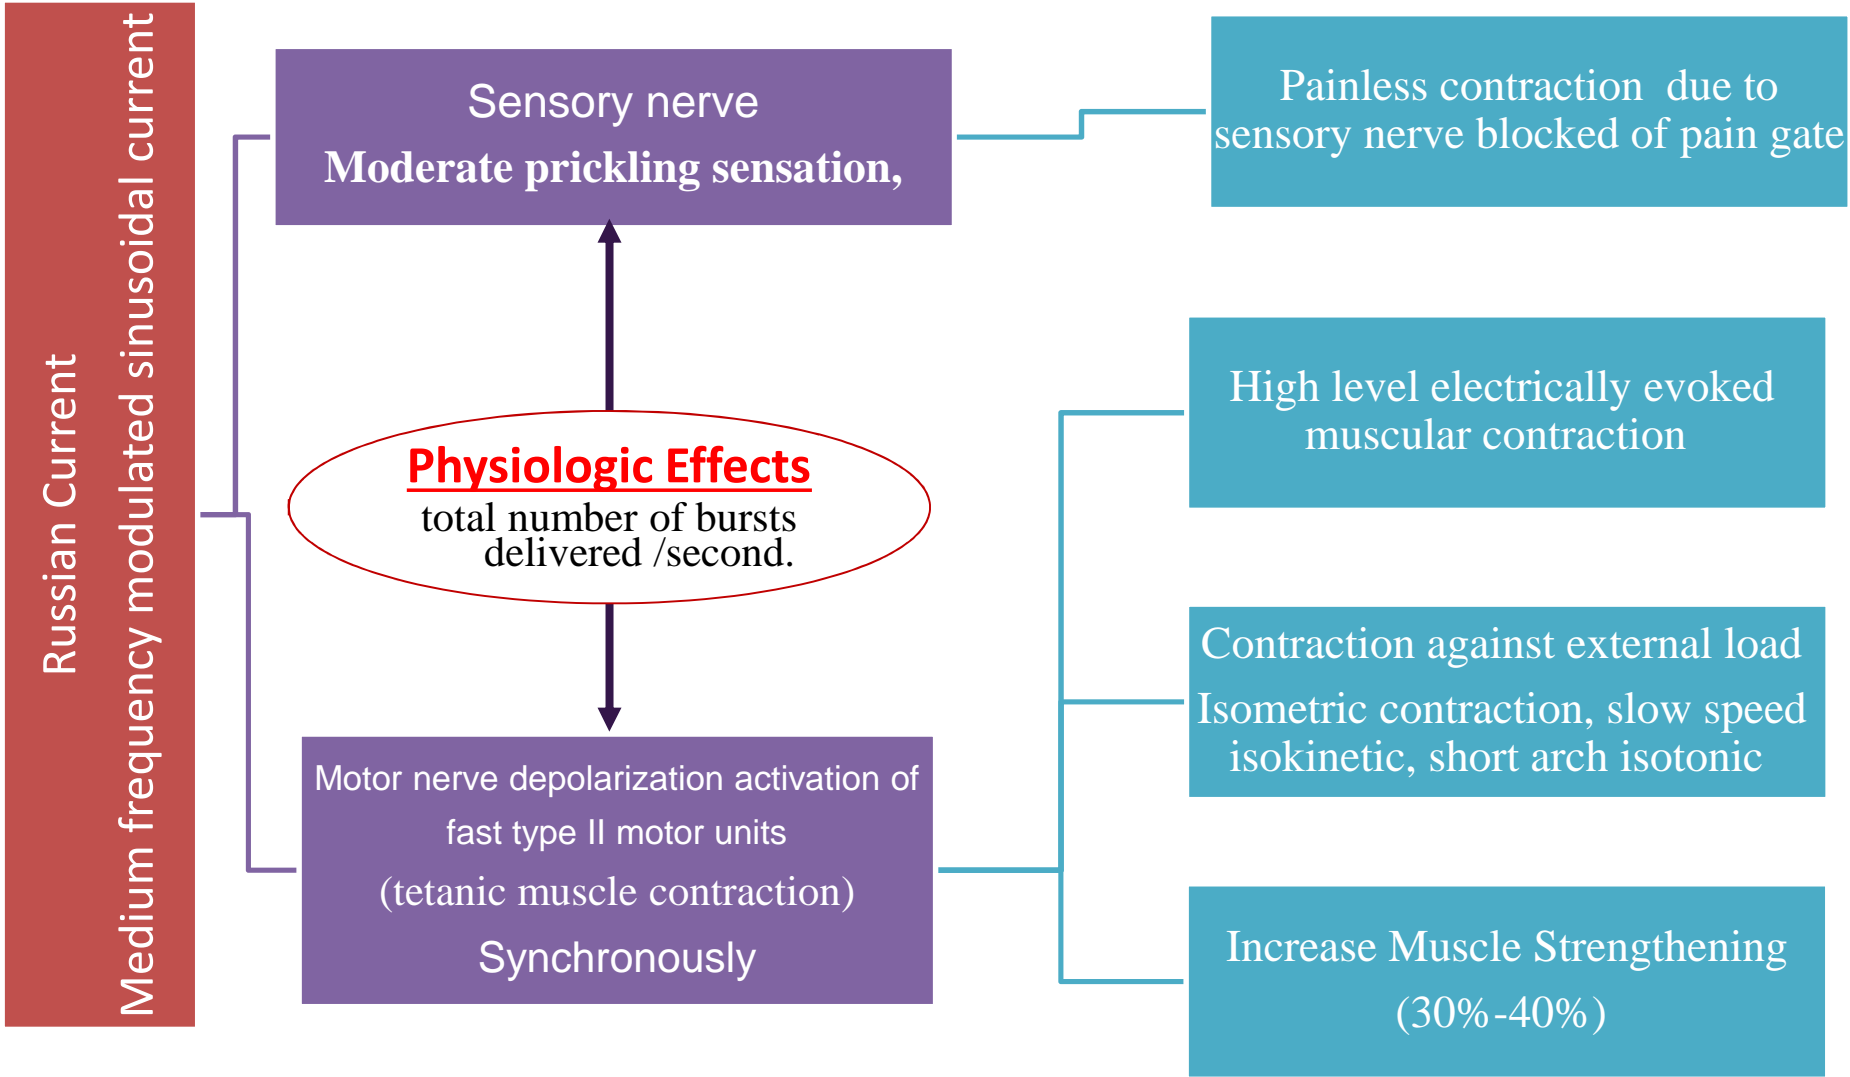 Russian Current
Medium frequency modulated sinusoidal current
Sensory nerve
Moderate prickling sensation,
Painless contraction due to
sensory nerve blocked of pain gate
Physiologic Effects
total number of bursts
delivered /second.
Motor nerve depolarization activation of
fast type II motor units
(tetanic muscle contraction)
Synchronously
High level electrically evoked
muscular contraction
Contraction against external load
Isometric contraction, slow speed
isokinetic, short arch isotonic
Increase Muscle Strengthening
(30%-40%)